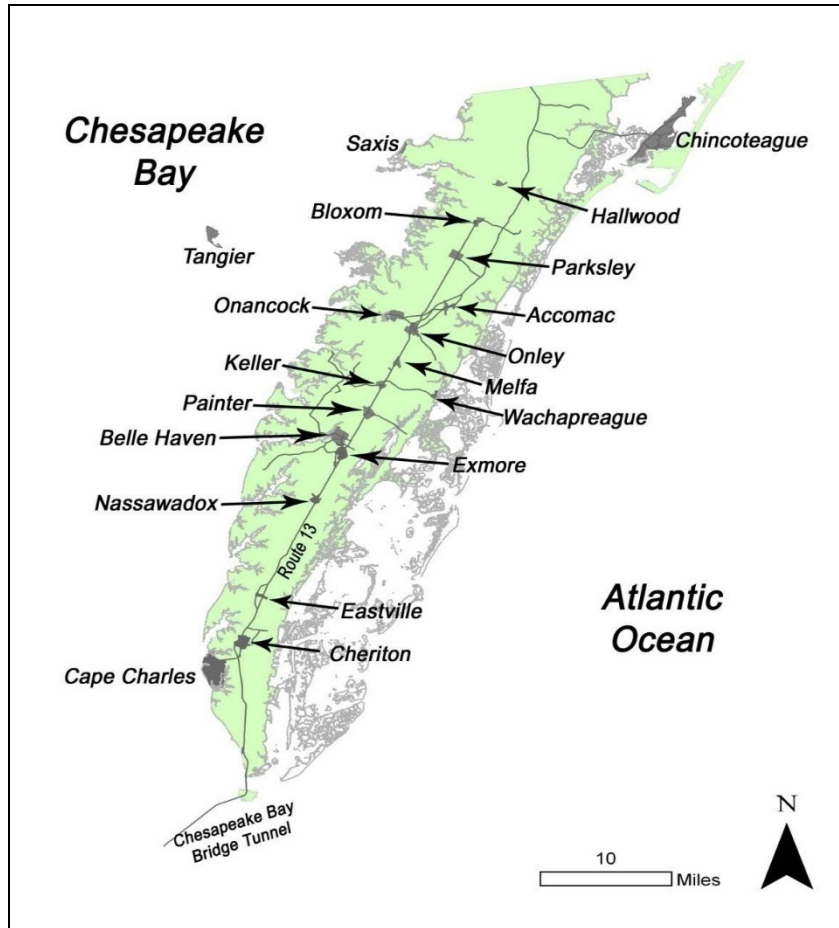 Chesapeake
Bay
Saxis
Chincoteague
Hallwood
Bloxom
Tangier
Parksley
Onancock
Accomac
Onley
Keller
Melfa
Painter
Wachapreague
Belle Haven
Exmore
Nassawadox
Route 13
Eastville
Atlantic
Ocean
Cheriton
Cape Charles
Chesapeake Bay
Bridge Tunnel
N
10
Miles